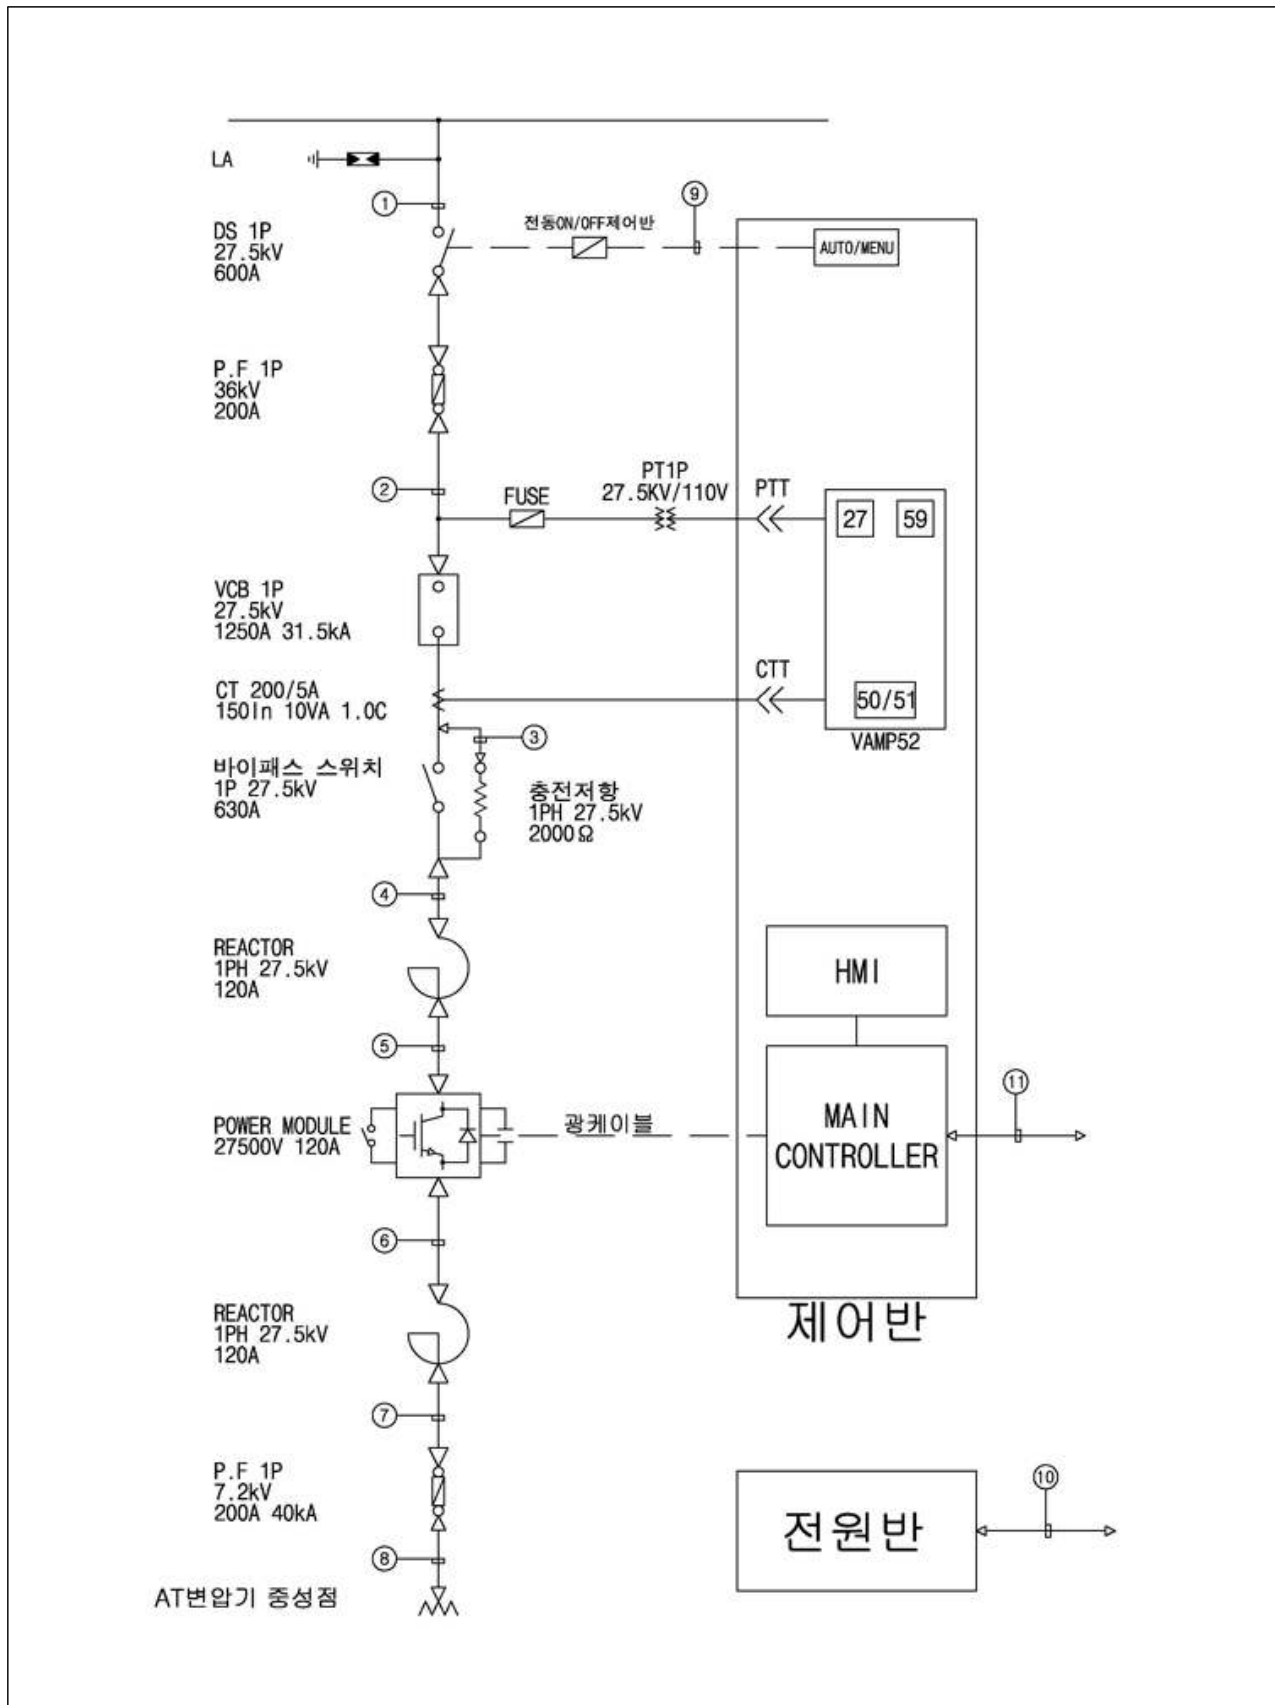 LA
①
DS 1P
27.5kV
600A
전동ON/OFF제어반
⑨
AUTO/MENU
P.F 1P
36kV
200A
②
FUSE
PT1P
27.5KV/110V
PTT
27
59
VCB 1P
27.5kV
1250A 31.5kA
CT 200/5A
150In 10VA 1.0C
CTT
50/51
VAMP52
③
바이패스 스위치
1P 27.5kV
630A
충전저항
1PH 27.5kV
2000Ω
④
REACTOR
1PH 27.5kV
120A
HMI
⑤
POWER MODULE
27500V 120A
광케이블
MAIN
CONTROLLER
⑪
⑥
REACTOR
1PH 27.5kV
120A
제어반
⑦
P.F 1P
7.2kV
200A 40kA
전원반
⑩
⑧
AT변압기 중성점